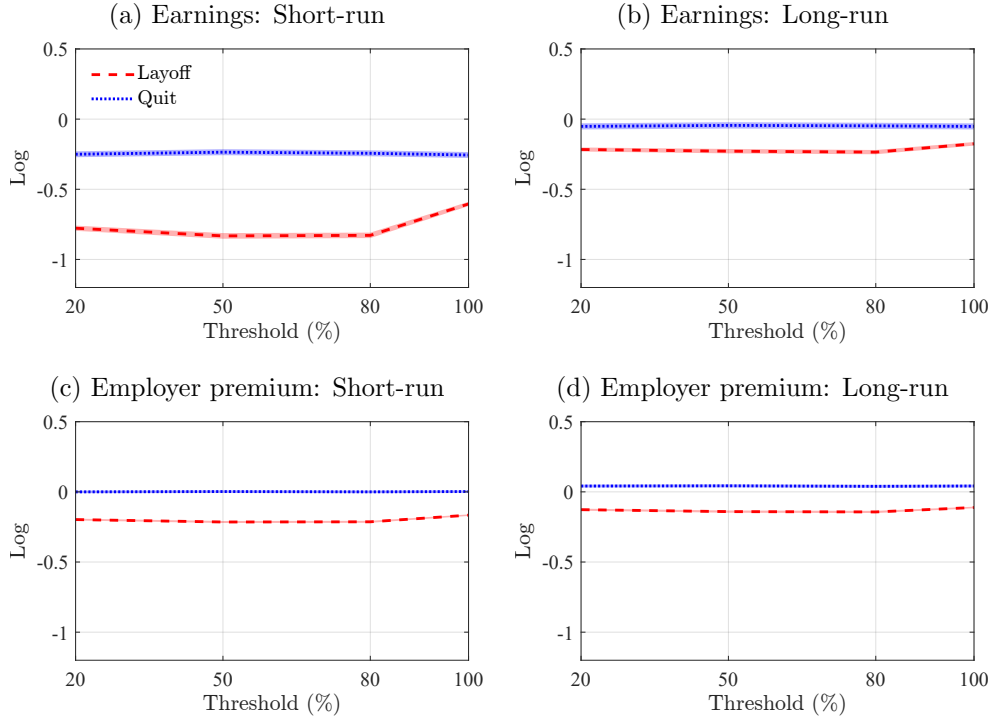 (a) Earnings: Short-run
0.5
0
-0.5
-1
Log
Layoff
Quit
20
50
80
100
Threshold (%)
(b) Earnings: Long-run
0.5
0
-0.5
-1
Log
20
50
80
100
Threshold (%)
(c) Employer premium: Short-run
0.5
0
-0.5
-1
Log
20
50
80
100
Threshold (%)
(d) Employer premium: Long-run
0.5
0
-0.5
-1
Log
20
50
80
100
Threshold (%)